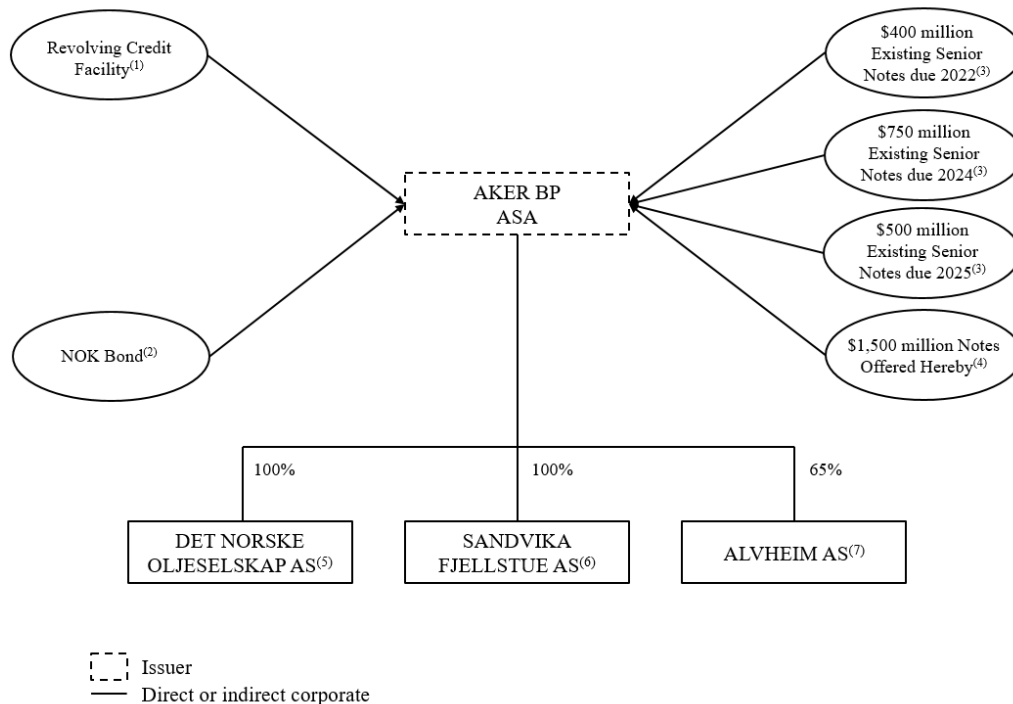 Revolving Credit
Facility(1)
$400 million
Existing Senior
Notes due 2022(3)
$750 million
Existing Senior
Notes due 2024(3)
AKER BP
ASA
$500 million
Existing Senior
Notes due 2025(3)
NOK Bond(2)
$1,500 million Notes
Offered Hereby(4)
100%
100%
65%
DET NORSKE
OLJESELSKAP AS(5)
SANDVIKA
FJELLSTUE AS(6)
ALVHEIM AS(7)
Issuer
Direct or indirect corporate